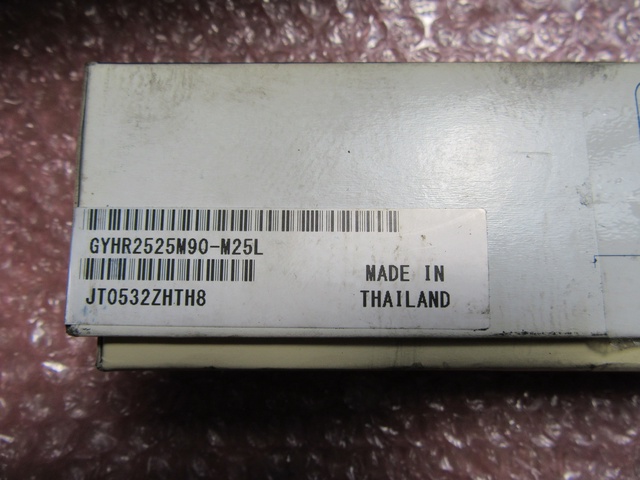 GYHR2525M90-M25L
JT0532ZHTH8
MADE IN
THAILAND